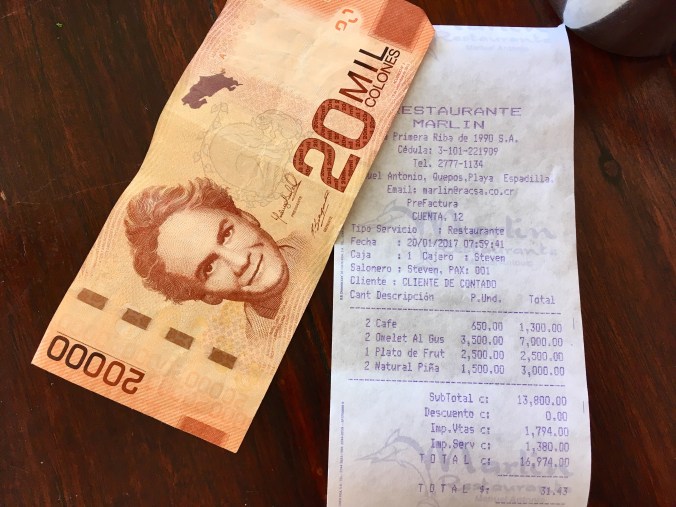 20 MIL
COLONES
20000
RESTAURANTE
MARLIN
Primera Riba de 1990 S.A.
Cédula: 3-101-221909
Tel. 2777-1134
uel Antonio, Quepos,Playa Espadilla.
Email: marlin@racsa.co.cr
PreFactura
CUENTA. 12
Tipo Servicio : Restaurante
Fecha : 20/01/2017 07:59:41
Caja : 1 Cajero : Steven
Salonero : Steven, PAX: 001
Cliente : CLIENTE DE CONTADO
Cant Descripción P.Und. Total
2 Cafe 650.00 1,300.00
2 Omelet Al Gus 3,500.00 7,000.00
1 Plato de Frut 2,500.00 2,500.00
2 Natural Piña 1,500.00 3,000.00
SubTotal c: 13,800.00
Descuento c: 0.00
Imp.Vtas c: 1,794.00
Imp.Serv c: 1,380.00
T O T A L c: 16,974.00
T O T A L $: 31.43
Marlin
Restaurante